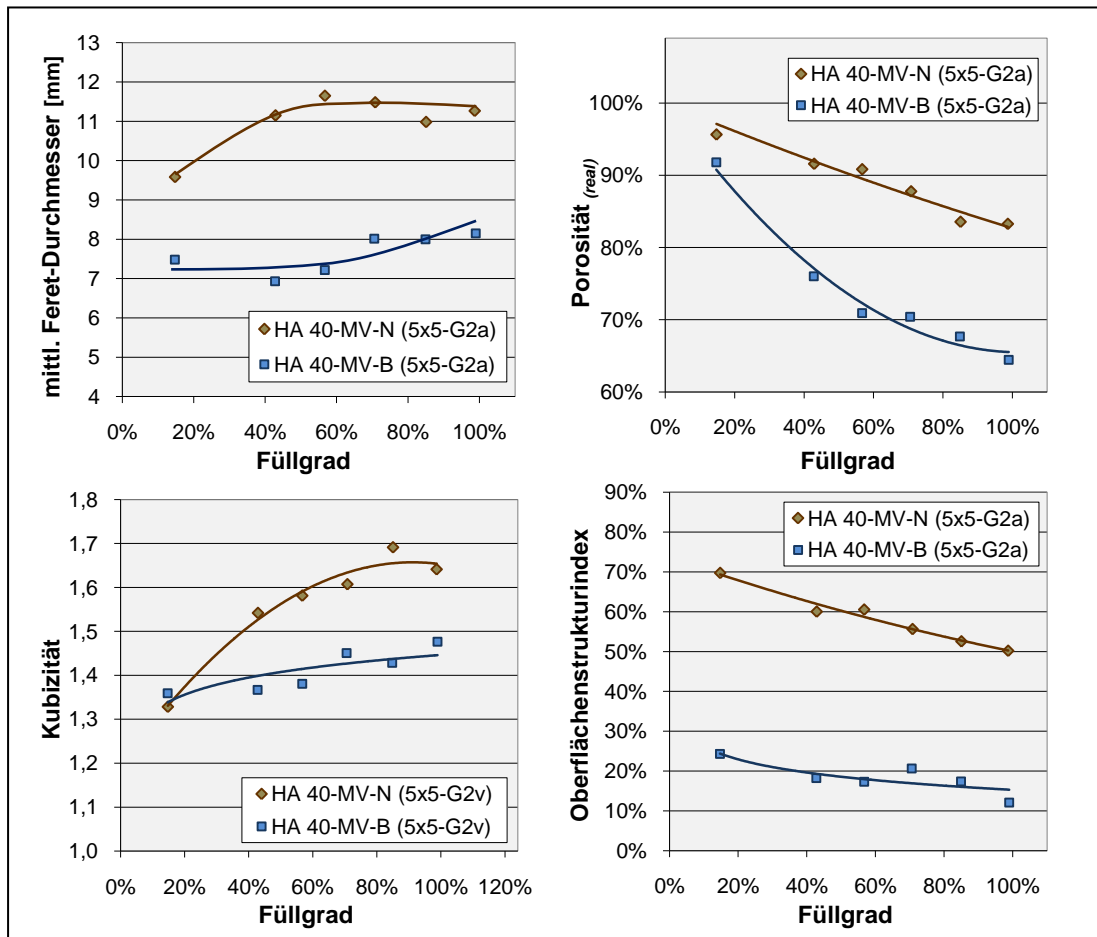 mittl. Feret-Durchmesser [mm]
13
12
11
10
9
8
7
6
5
4
HA 40-MV-N (5x5-G2a)
HA 40-MV-B (5x5-G2a)
0% 20% 40% 60% 80% 100%
Füllgrad
Porosität (real)
100%
90%
80%
70%
60%
HA 40-MV-N (5x5-G2a)
HA 40-MV-B (5x5-G2a)
0% 20% 40% 60% 80% 100%
Füllgrad
Kubizität
1,8
1,7
1,6
1,5
1,4
1,3
1,2
1,1
1,0
HA 40-MV-N (5x5-G2v)
HA 40-MV-B (5x5-G2v)
0% 20% 40% 60% 80% 100% 120%
Füllgrad
Oberflächenstrukturindex
90%
80%
70%
60%
50%
40%
30%
20%
10%
0%
HA 40-MV-N (5x5-G2a)
HA 40-MV-B (5x5-G2a)
0% 20% 40% 60% 80% 100%
Füllgrad